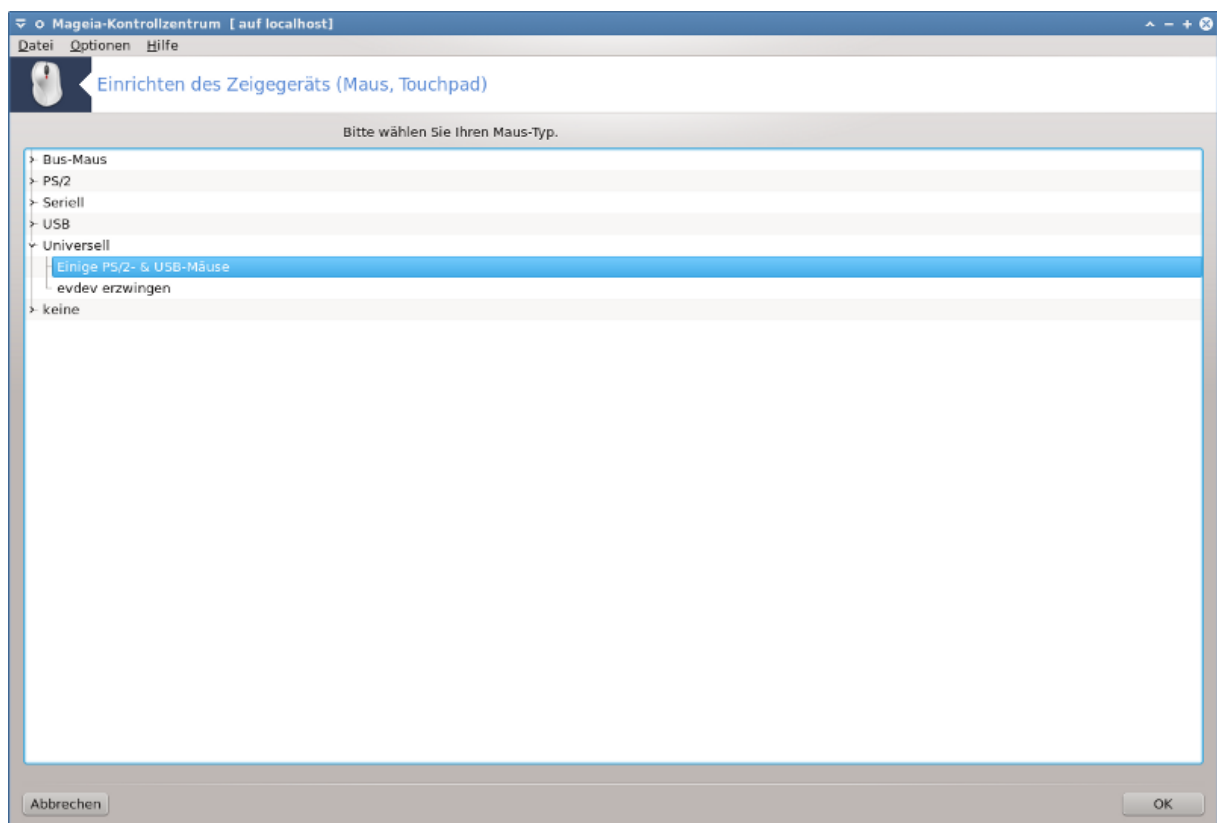 Mageia-Kontrollzentrum [ auf localhost]
Datei Optionen Hilfe
Einrichten des Zeigegeräts (Maus, Touchpad)
Bitte wählen Sie Ihren Maus-Typ.
Bus-Maus
PS/2
Seriell
USB
Universell
Einige PS/2- & USB-Mäuse
evdev erzwingen
keine
Abbrechen OK